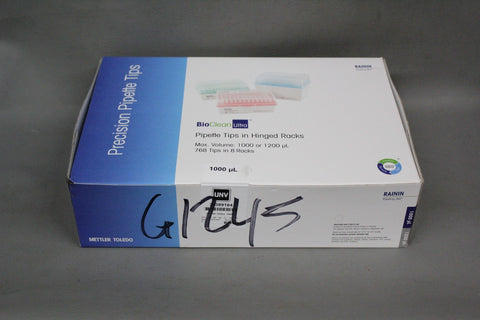 Precision Pipette Tips
RAININ
BioClean Ultra
Pipette Tips in Hinged Racks
Max. Volume: 1000 or 1200 µL
768 Tips in 8 Racks
1000 µL
UNV
G1245
RAININ
METTLER TOLEDO